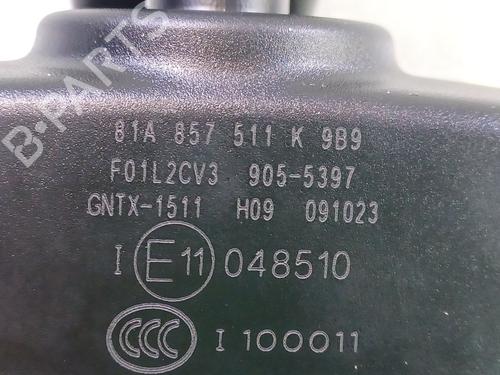 B-PARTS
81A 857 511 K 9B9
F01L2CV3 905-5397
GNTX-1511 H09 091023
I E11 048510
CCC I 100011